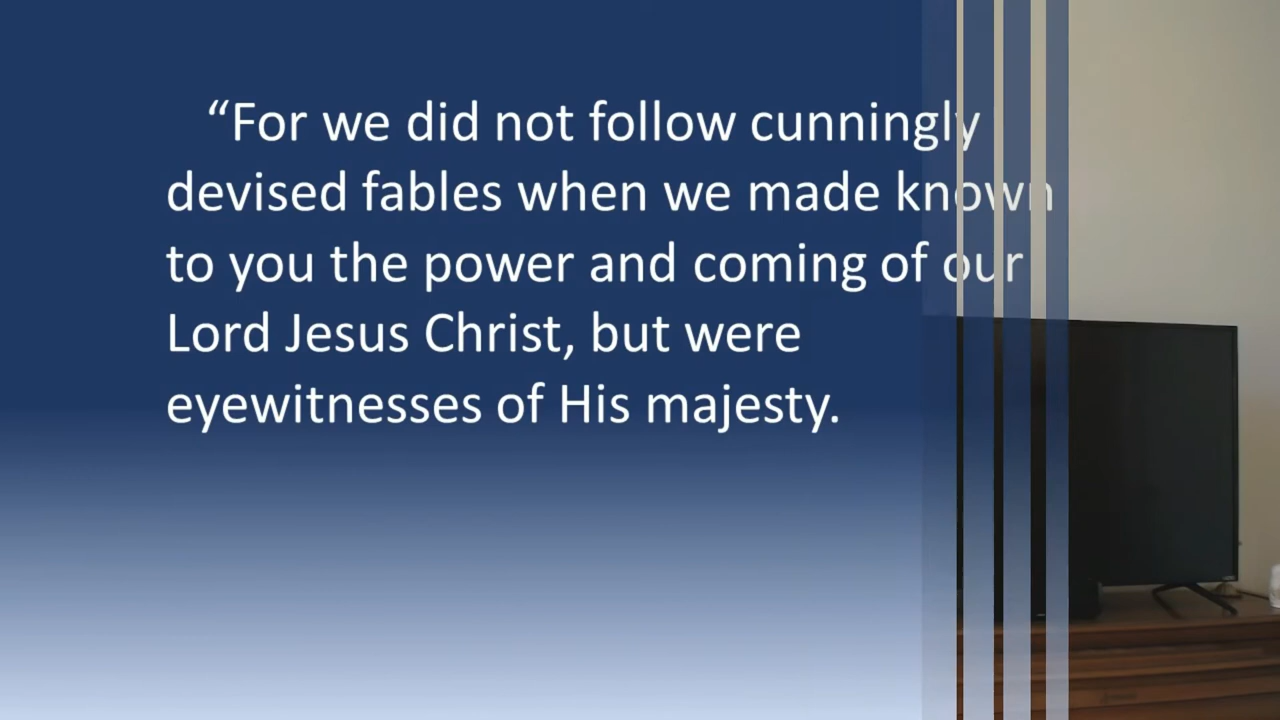 “For we did not follow cunningly
devised fables when we made known
to you the power and coming of our
Lord Jesus Christ, but were
eyewitnesses of His majesty.